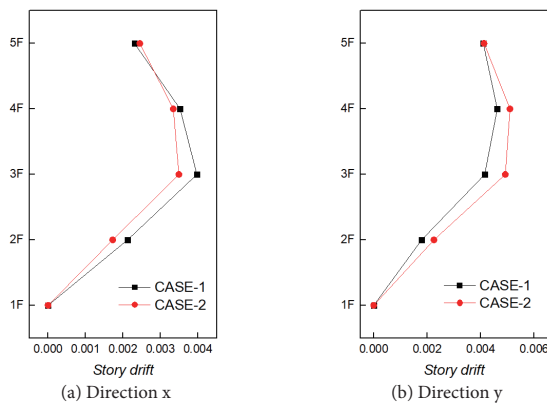 5F
4F
3F
2F
1F
CASE-1
CASE-2
0.000 0.001 0.002 0.003 0.004
Story drift
(a) Direction x
5F
4F
3F
2F
1F
CASE-1
CASE-2
0.000 0.002 0.004 0.006
Story drift
(b) Direction y